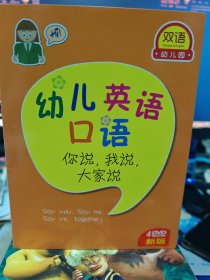 Hi
双语
幼儿园
幼儿英语
口语
你说,我说,
大家说
Say you, Say me,
Say we, together!
4DVD
新版